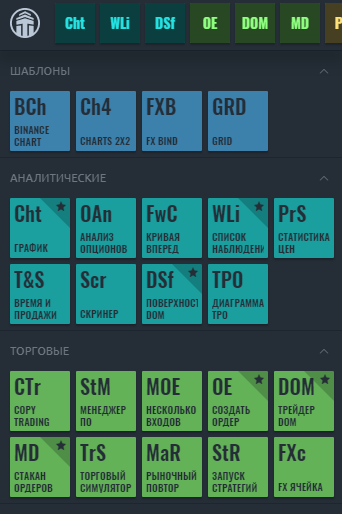 Cht WLi DSf OE DOM MD
ШАБЛОНЫ
BCh Ch4 FXB GRD
BINANCE
CHART CHARTS 2X2 FX BIND GRID
АНАЛИТИЧЕСКИЕ
Cht OAn FwC WLi PrS
АНАЛИЗ КРИВАЯ СПИСОК СТАТИСТИКА
ГРАФИК ОПЦИОНОВ ВПЕРЕД НАБЛЮДЕНИ ЦЕН
T&S Scr DSf TPO
ВРЕМЯ И ПОВЕРХНОСТ ДИАГРАММА
ПРОДАЖИ СКРИНЕР DOM TPO
ТОРГОВЫЕ
CTr StM MOE OE DOM
COPY МЕНЕДЖЕР НЕСКОЛЬКО СОЗДАТЬ ТРЕЙДЕР
TRADING ПО ВХОДОВ ОРДЕР DOM
MD TrS MaR StR FXc
СТАКАН ТОРГОВЫЙ РЫНОЧНЫЙ ЗАПУСК
ОРДЕРОВ СИМУЛЯТОР ПОВТОР СТРАТЕГИЙ FX ЯЧЕЙКА